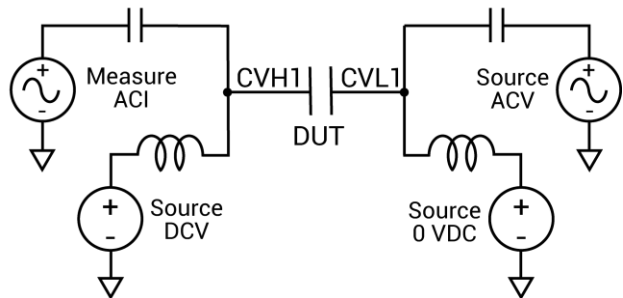 Measure
ACI
CVH1
CVL1
DUT
Source
ACV
Source
DCV
Source
0 VDC
+
-
+
-
+
-
+
-